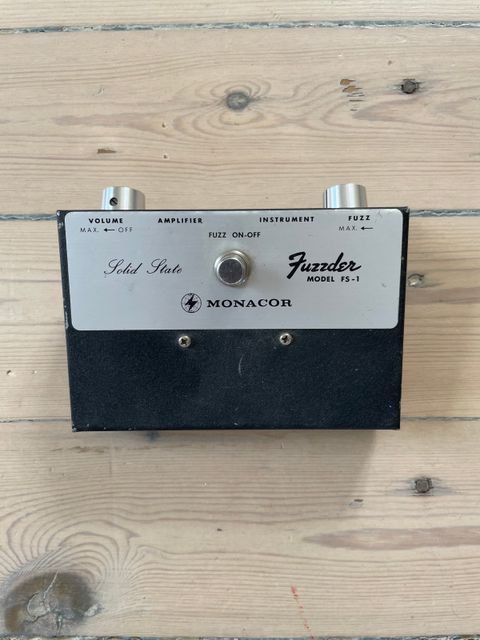 VOLUME AMPLIFIER INSTRUMENT FUZZ
MAX. ← OFF MAX. ←
FUZZ ON-OFF
Solid State
Fuzzder
MODEL FS-1
MONACOR